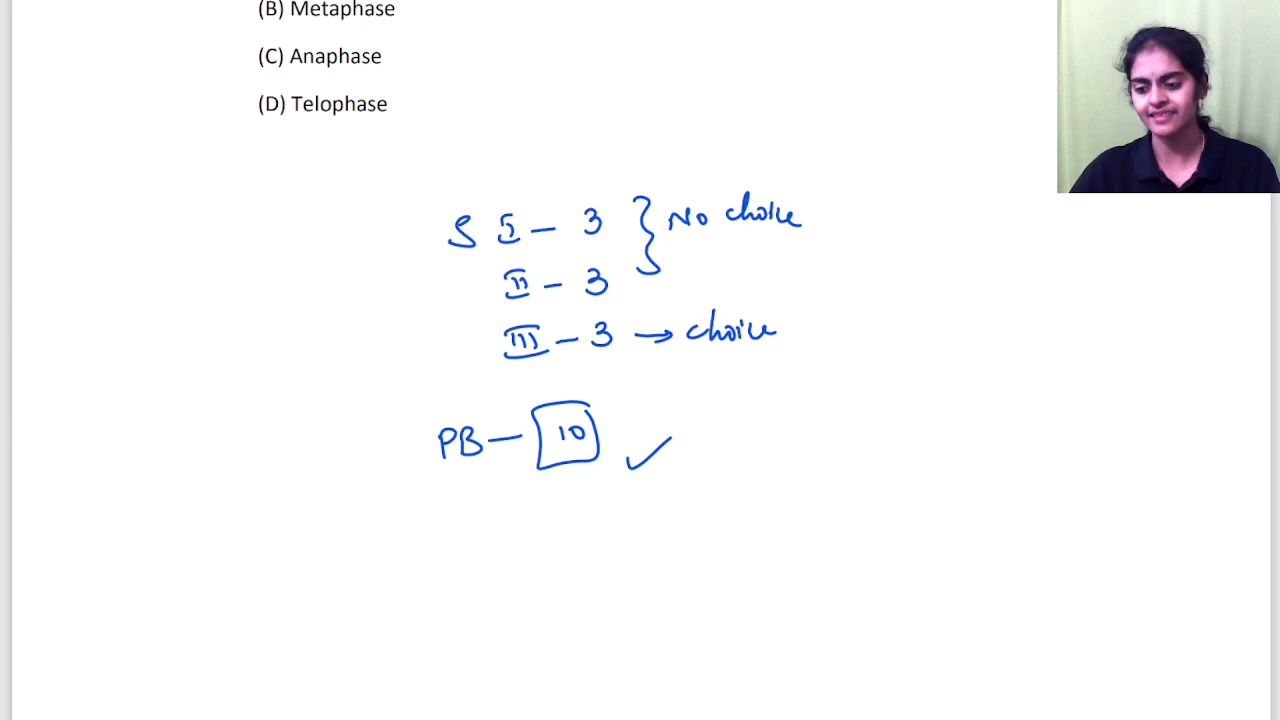 (B) Metaphase
(C) Anaphase
(D) Telophase
S I - 3 } No choice
II - 3
III - 3 → choice
PB - 10 ✓